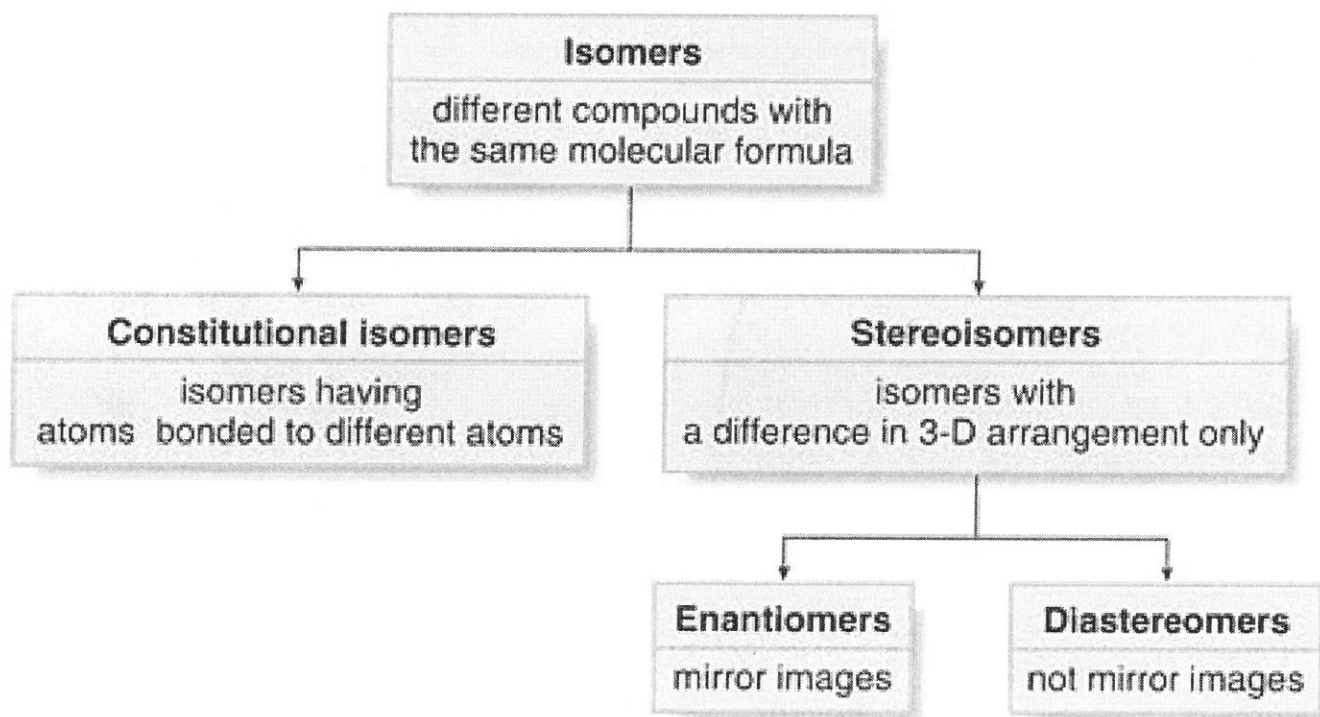 Isomers
different compounds with
the same molecular formula
Constitutional isomers
isomers having
atoms bonded to different atoms
Stereoisomers
isomers with
a difference in 3-D arrangement only
Enantiomers
mirror images
Diastereomers
not mirror images